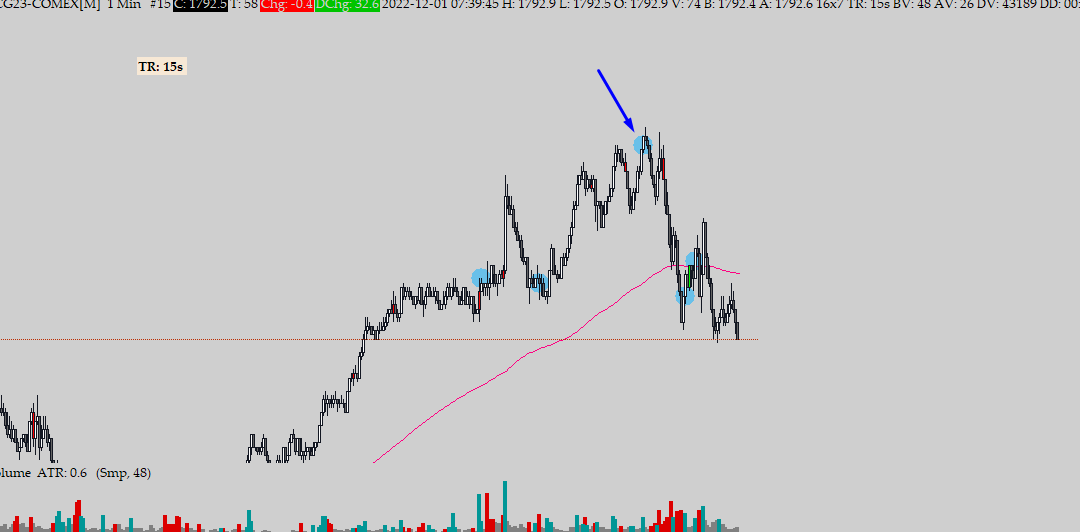 CG23-COMEX[M] 1 Min #15 C: 1792.5 T: 58 Chg: -0.4 DChg: 32.6 2022-12-01 07:39:45 H: 1792.9 L: 1792.5 O: 1792.9 V: 74 B: 1792.4 A: 1792.6 16x7 TR: 15s BV: 48 AV: 26 DV: 43189 DD: 00:
TR: 15s
olume ATR: 0.6 (Smp, 48)